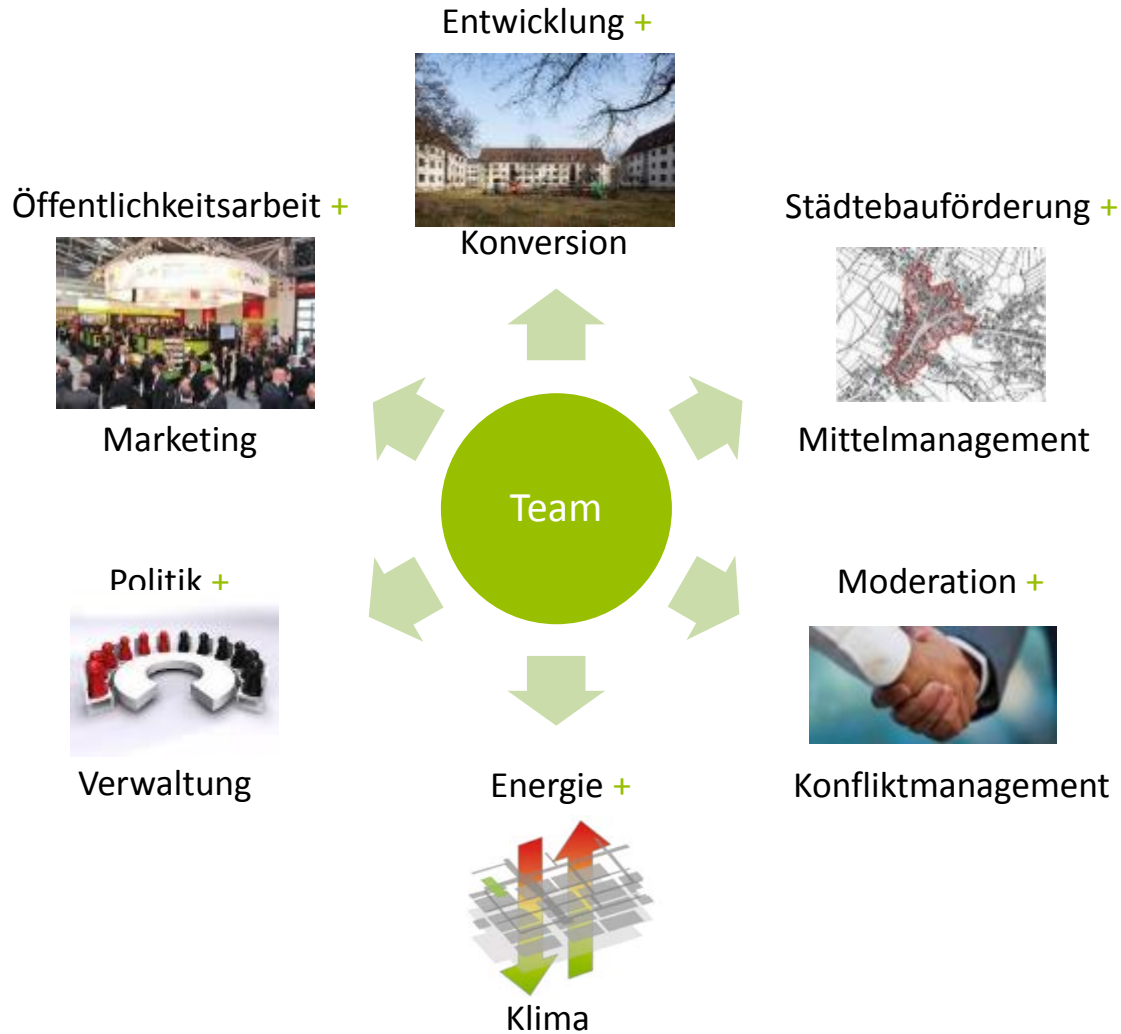 Entwicklung +
Konversion
Öffentlichkeitsarbeit +
Marketing
Städtebauförderung +
Mittelmanagement
Team
Politik +
Verwaltung
Moderation +
Konfliktmanagement
Energie +
Klima